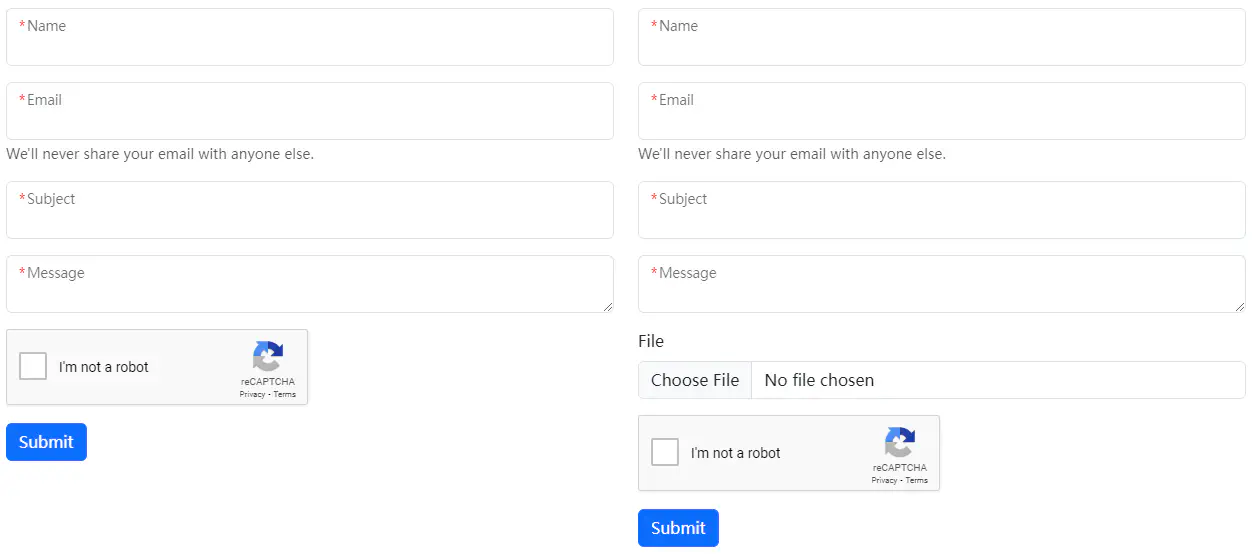 *Name
*Email
We'll never share your email with anyone else.
*Subject
*Message
I'm not a robot
reCAPTCHA
Privacy - Terms
Submit
*Name
*Email
We'll never share your email with anyone else.
*Subject
*Message
File
Choose File No file chosen
I'm not a robot
reCAPTCHA
Privacy - Terms
Submit